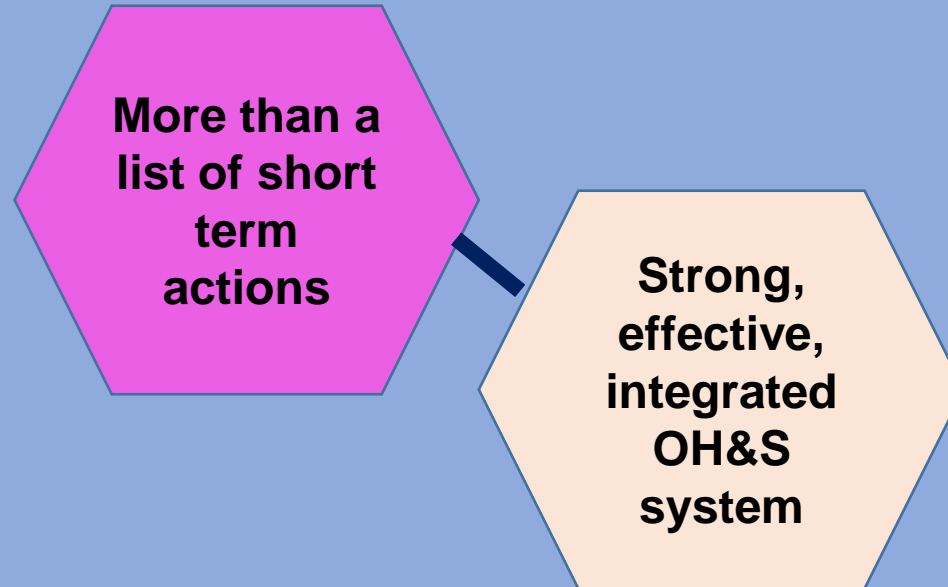 More than a
list of short
term
actions
Strong,
effective,
integrated
OH&S
system